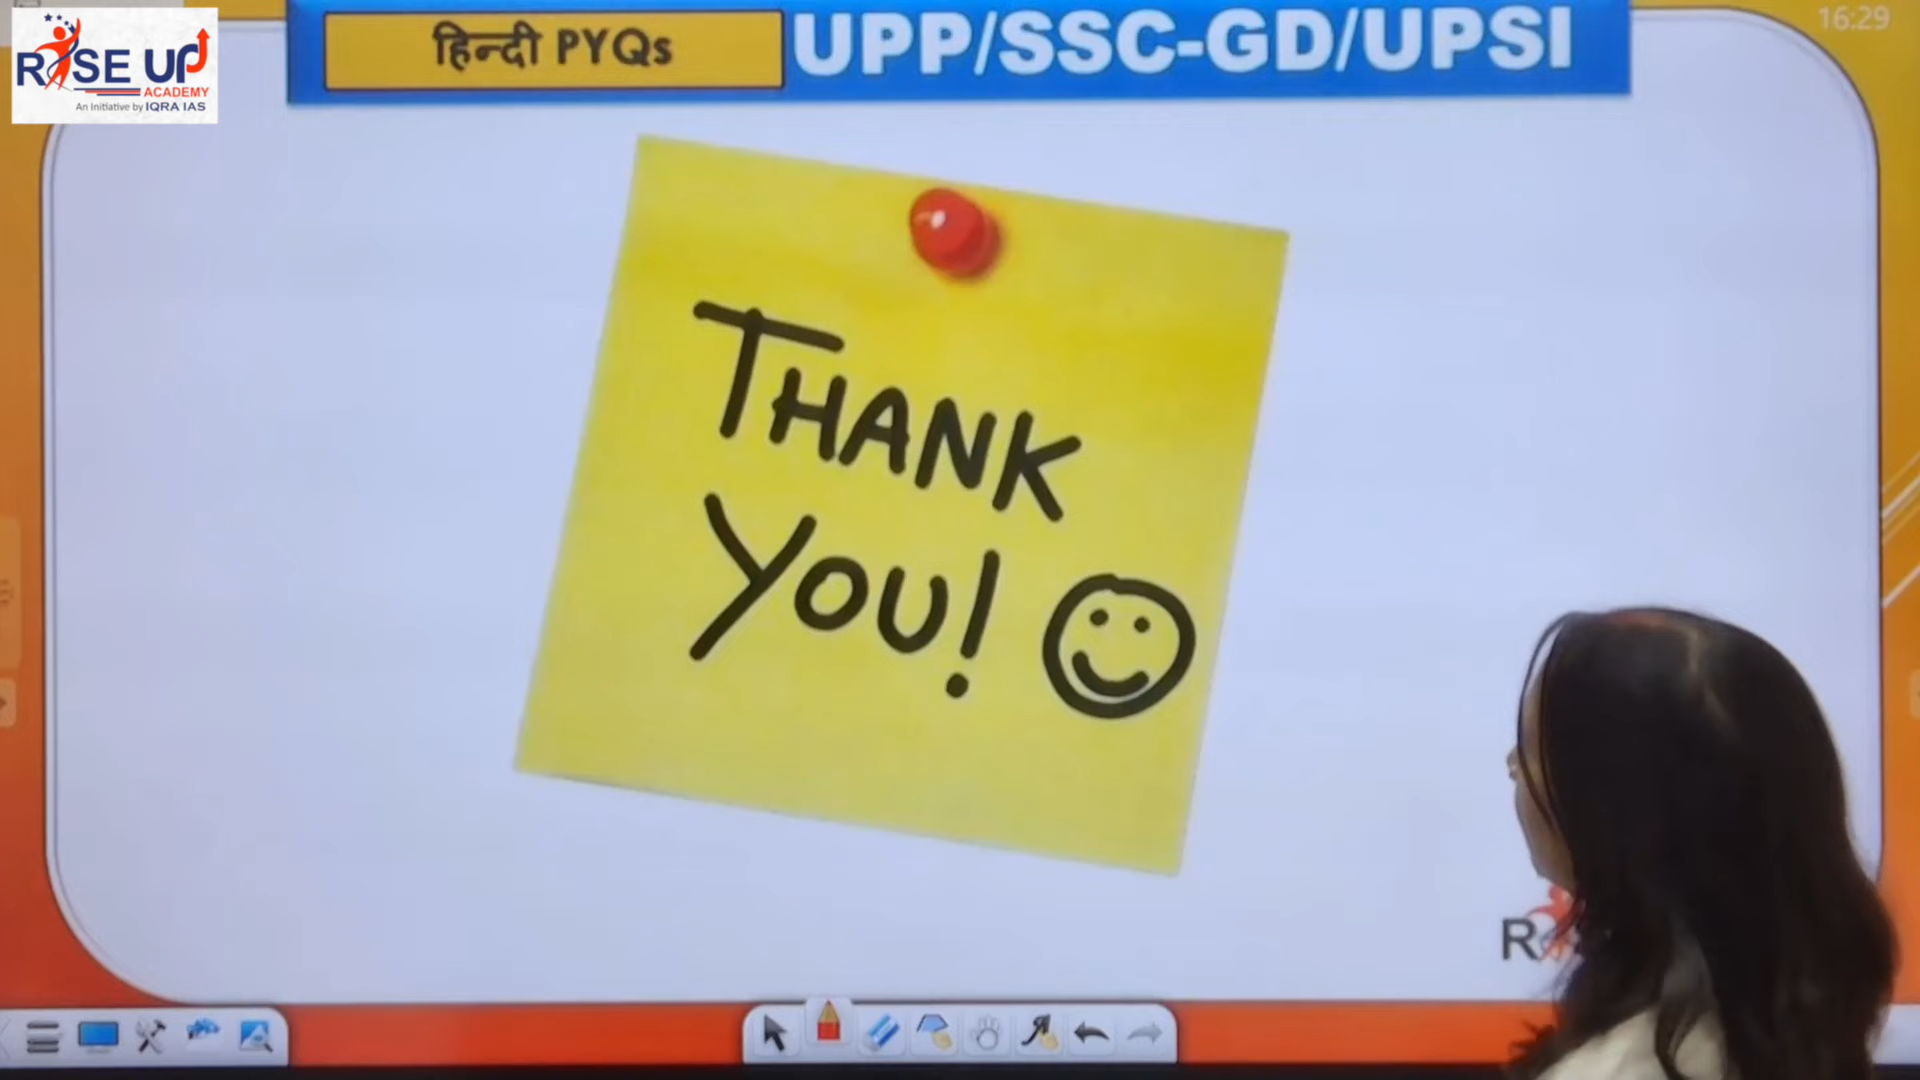 RISE UP
ACADEMY
An Initiative by IQRA IAS
हिन्दी PYQs
UPP/SSC-GD/UPSI
16:29
THANK
YOU!
R